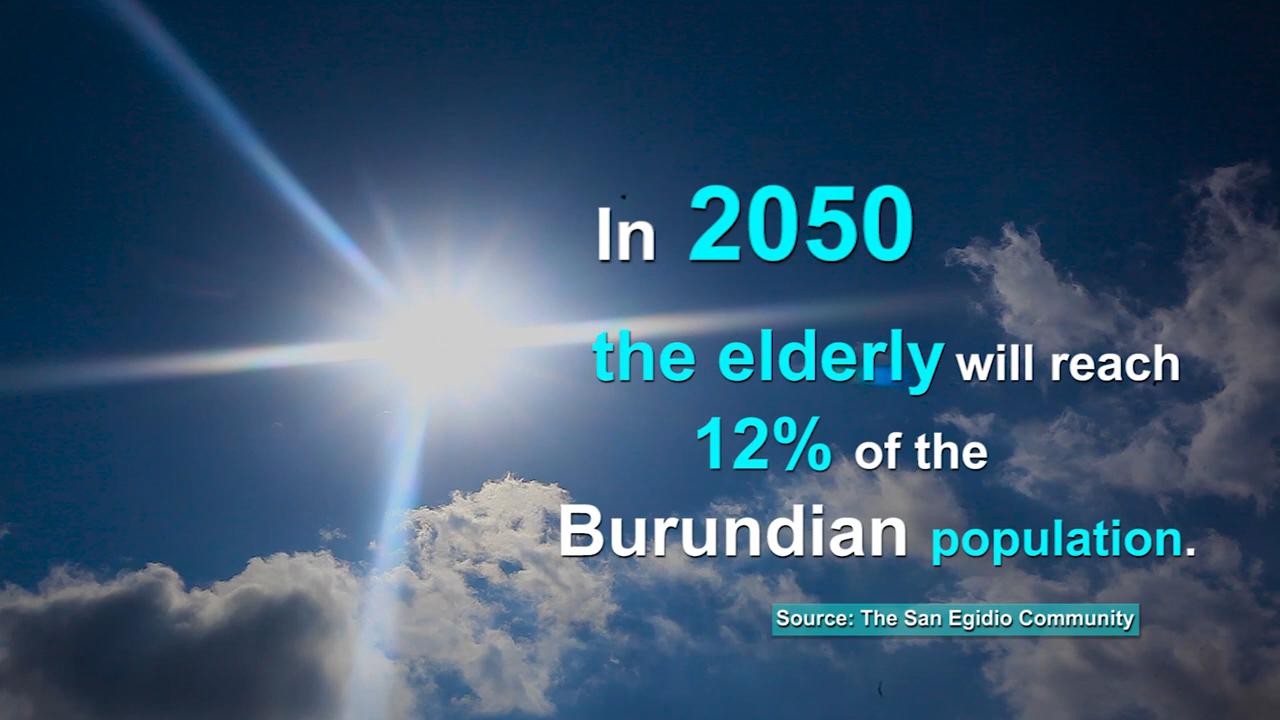 In 2050
the elderly will reach
12% of the
Burundian population.
Source: The San Egidio Community